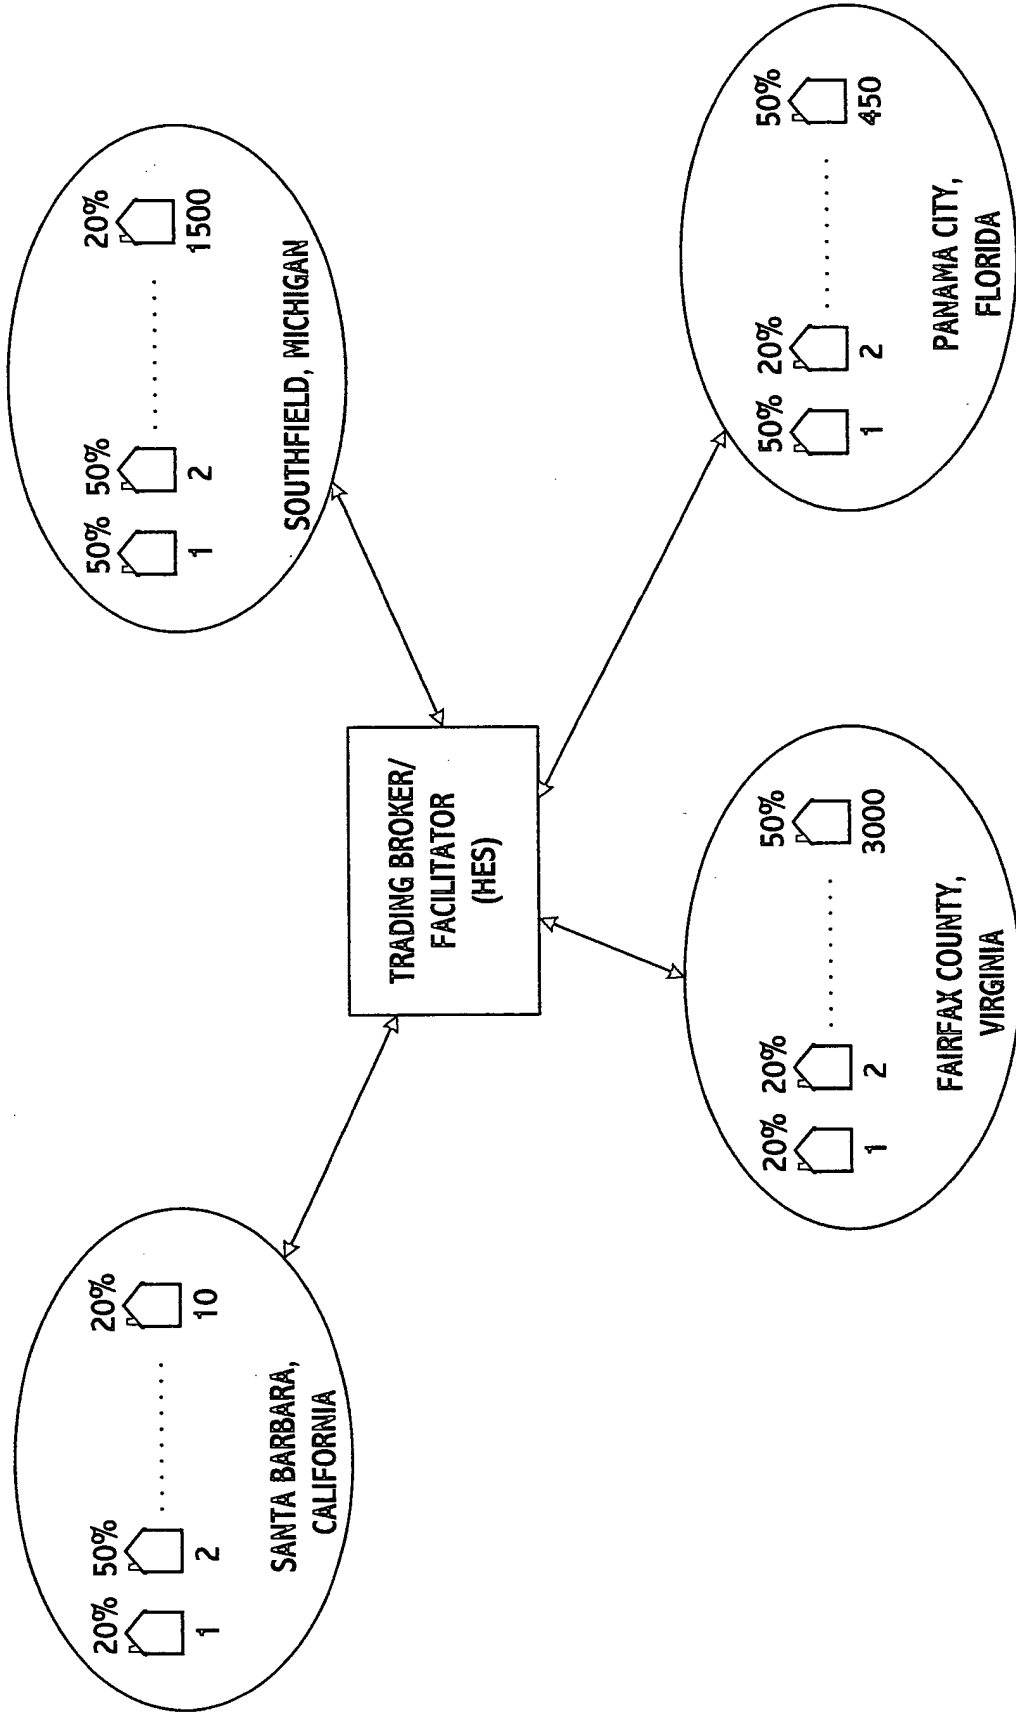 20% 50% 20%
1 2 10
SANTA BARBARA,
CALIFORNIA
50% 50% 20%
1 2 1500
SOUTHFIELD, MICHIGAN
TRADING BROKER/
FACILITATOR
(HES)
20% 20% 50%
1 2 3000
FAIRFAX COUNTY,
VIRGINIA
50% 20% 50%
1 2 450
PANAMA CITY,
FLORIDA